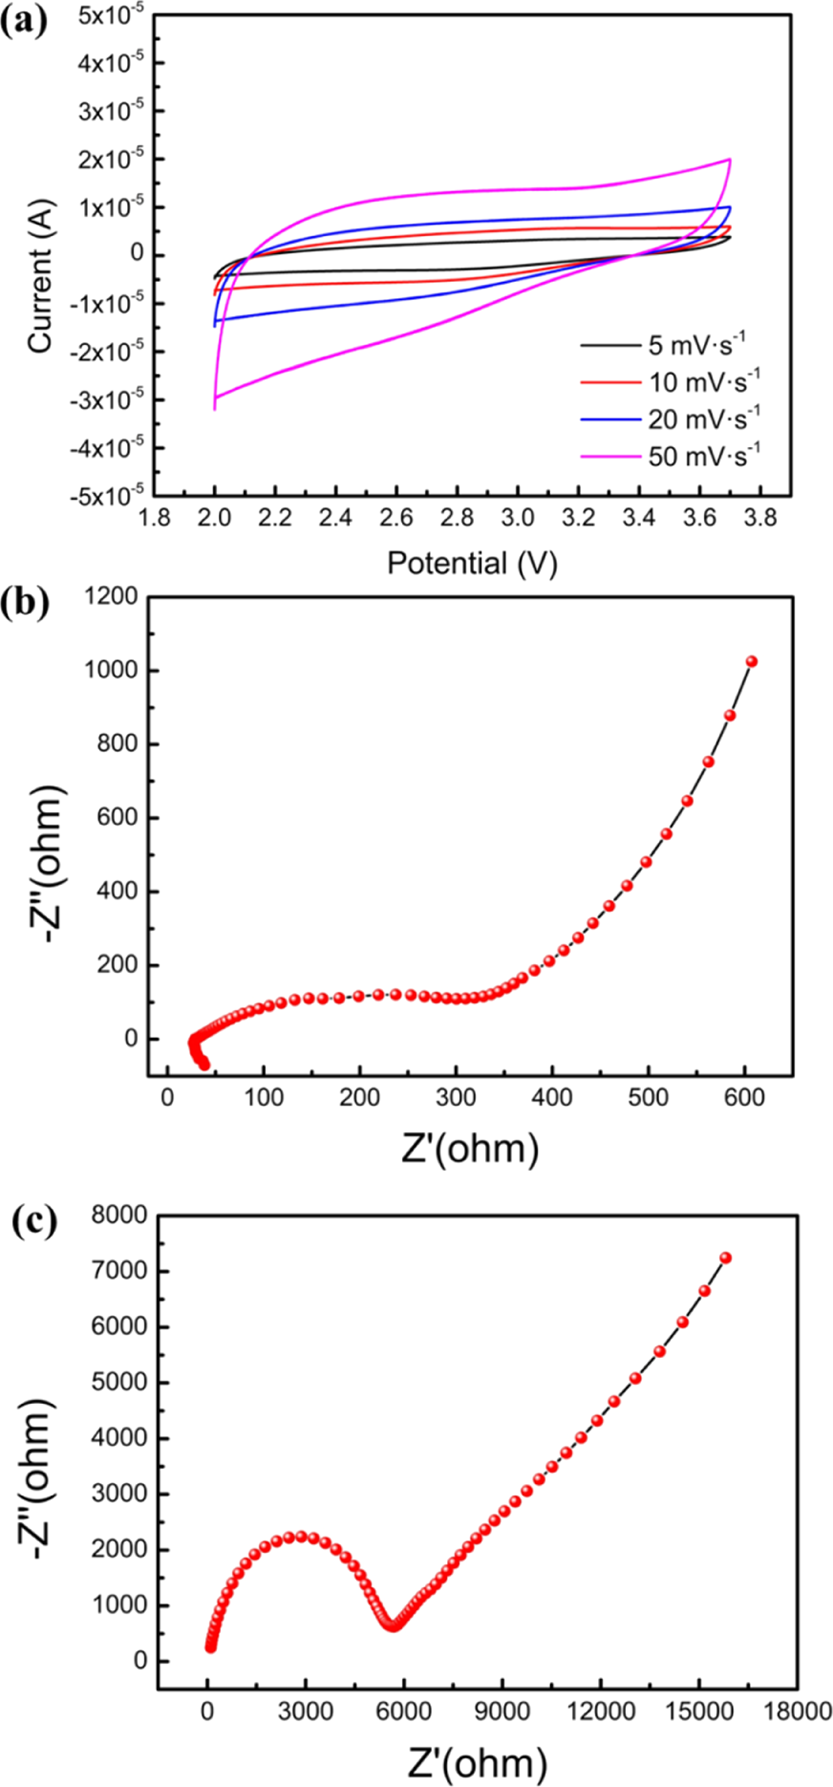 (a)
5x10⁻⁵
4x10⁻⁵
3x10⁻⁵
2x10⁻⁵
1x10⁻⁵
0
-1x10⁻⁵
-2x10⁻⁵
-3x10⁻⁵
-4x10⁻⁵
-5x10⁻⁵
Current (A)
5 mV·s⁻¹
10 mV·s⁻¹
20 mV·s⁻¹
50 mV·s⁻¹
1.8 2.0 2.2 2.4 2.6 2.8 3.0 3.2 3.4 3.6 3.8
Potential (V)
(b)
1200
1000
800
600
400
200
0
-Z''(ohm)
0 100 200 300 400 500 600
Z'(ohm)
(c)
8000
7000
6000
5000
4000
3000
2000
1000
0
-Z''(ohm)
0 3000 6000 9000 12000 15000 18000
Z'(ohm)